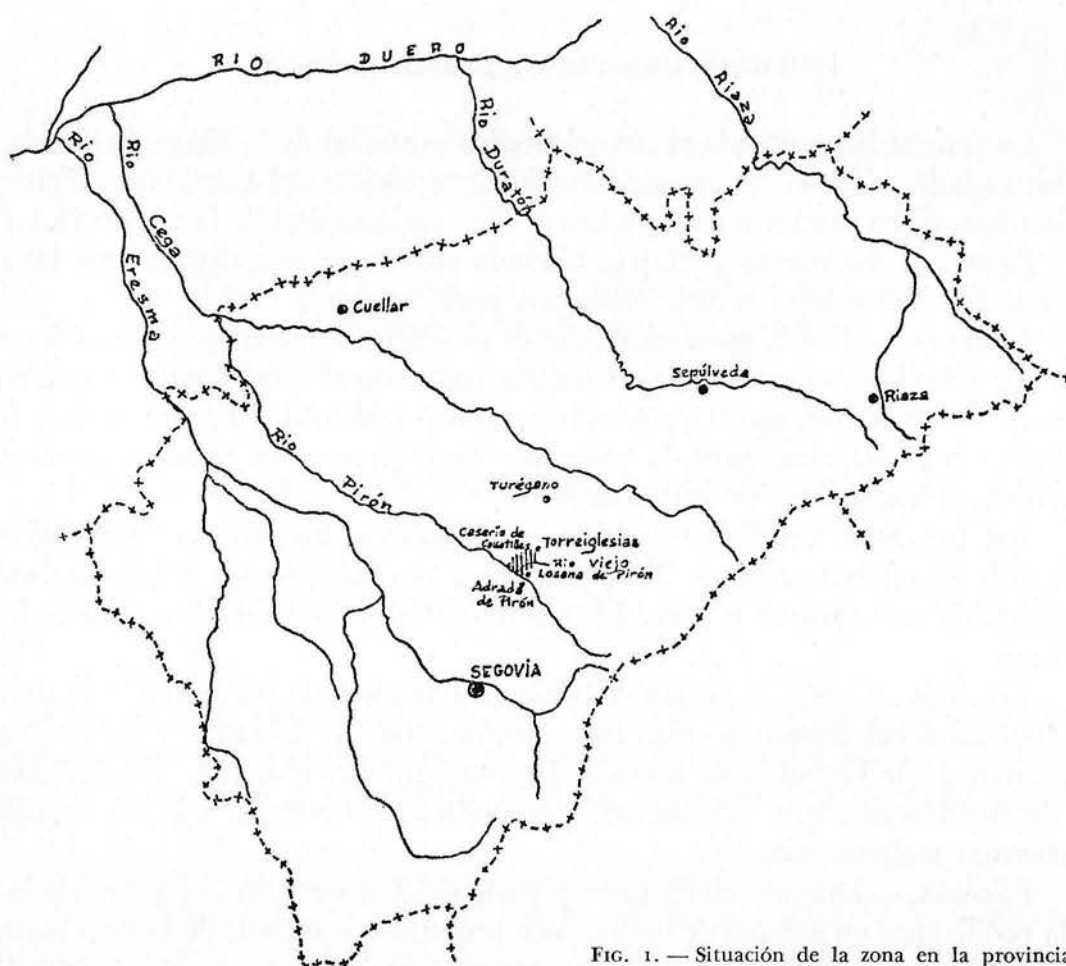 RIO DUERO
Rio Riaza
Rio Duratón
Rio Cega
Rio Eresma
Cuellar
Sepúlveda
Riaza
Rio Pirón
Turégano
Caserío de
Torreiglesias
Rio Viejo
Losana de Pirón
Adrada
de Pirón
SEGOVIA
FIG. 1. — Situación de la zona en la provincia